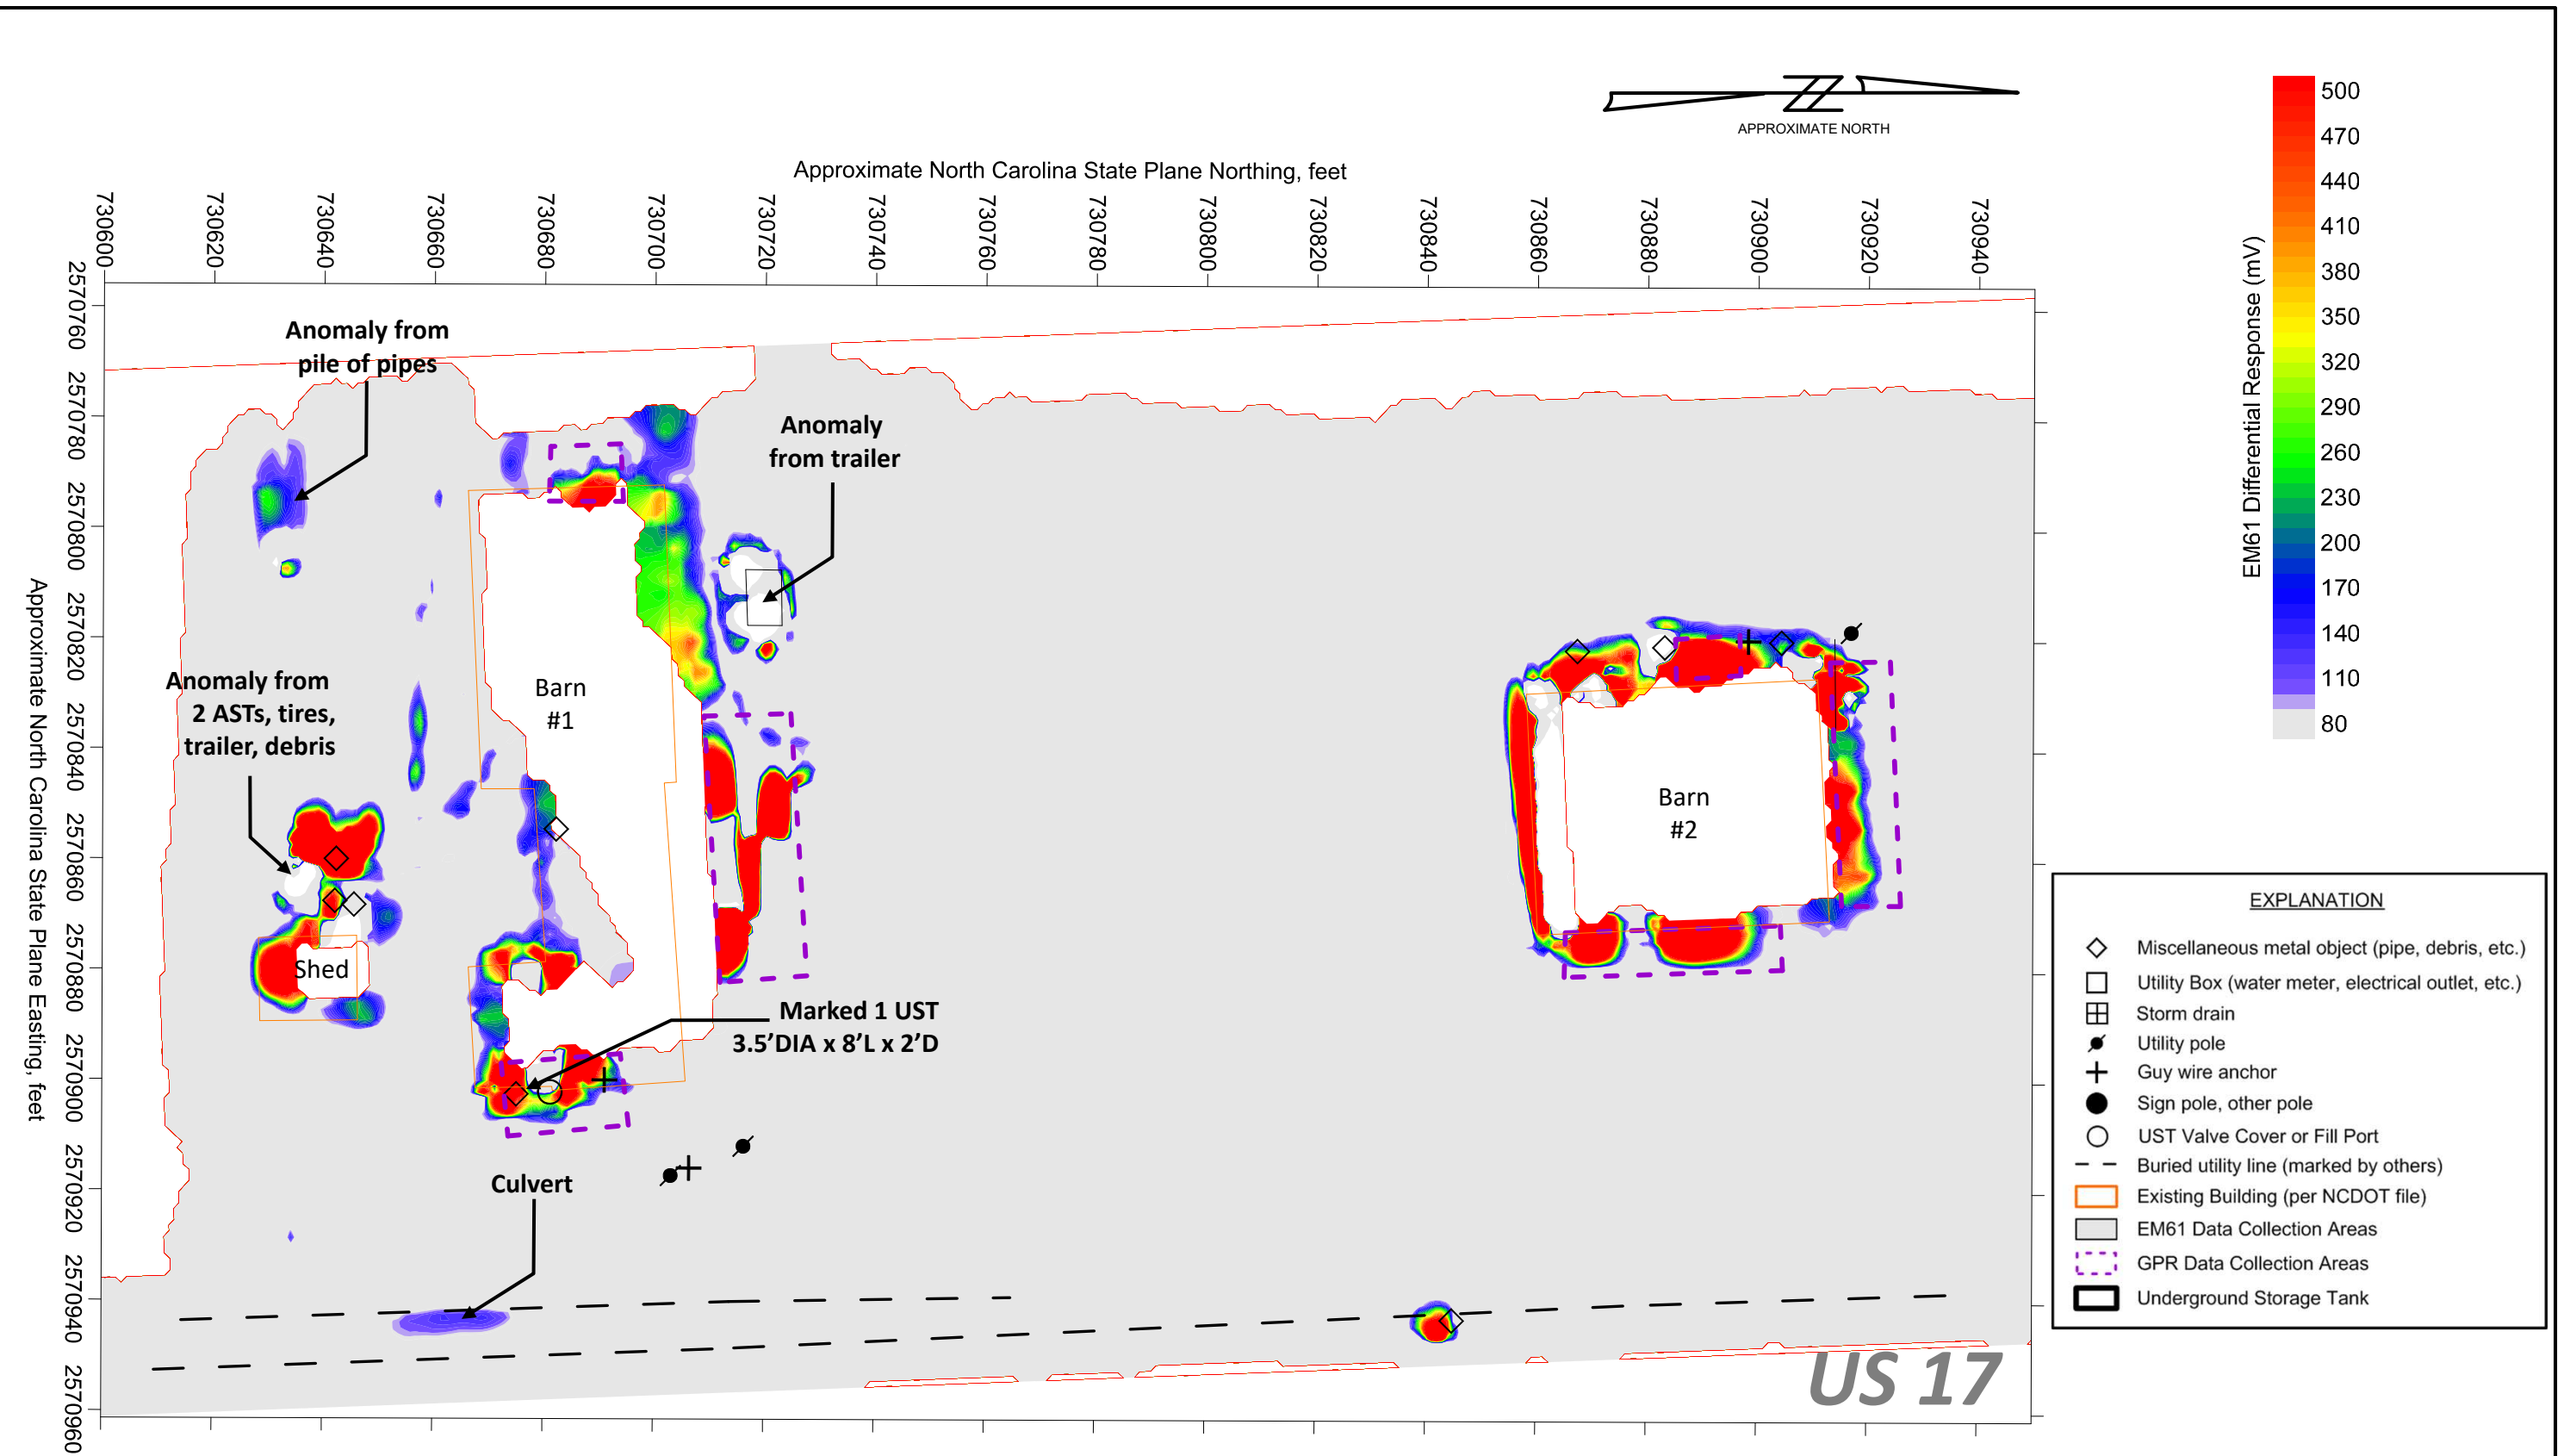 APPROXIMATE NORTH
Approximate North Carolina State Plane Northing, feet
730600
730620
730640
730660
730680
730700
730720
730740
730760
730780
730800
730820
730840
730860
730880
730900
730920
730940
Approximate North Carolina State Plane Easting, feet
2570760
2570780
2570800
2570820
2570840
2570860
2570880
2570900
2570920
2570940
2570960
Anomaly from
pile of pipes
Anomaly
from trailer
Anomaly from
2 ASTs, tires,
trailer, debris
Barn
#1
Barn
#2
Shed
Marked 1 UST
3.5’DIA x 8’L x 2’D
Culvert
US 17
EM61 Differential Response (mV)
500
470
440
410
380
350
320
290
260
230
200
170
140
110
80
EXPLANATION
Miscellaneous metal object (pipe, debris, etc.)
Utility Box (water meter, electrical outlet, etc.)
Storm drain
Utility pole
Guy wire anchor
Sign pole, other pole
UST Valve Cover or Fill Port
Buried utility line (marked by others)
Existing Building (per NCDOT file)
EM61 Data Collection Areas
GPR Data Collection Areas
Underground Storage Tank